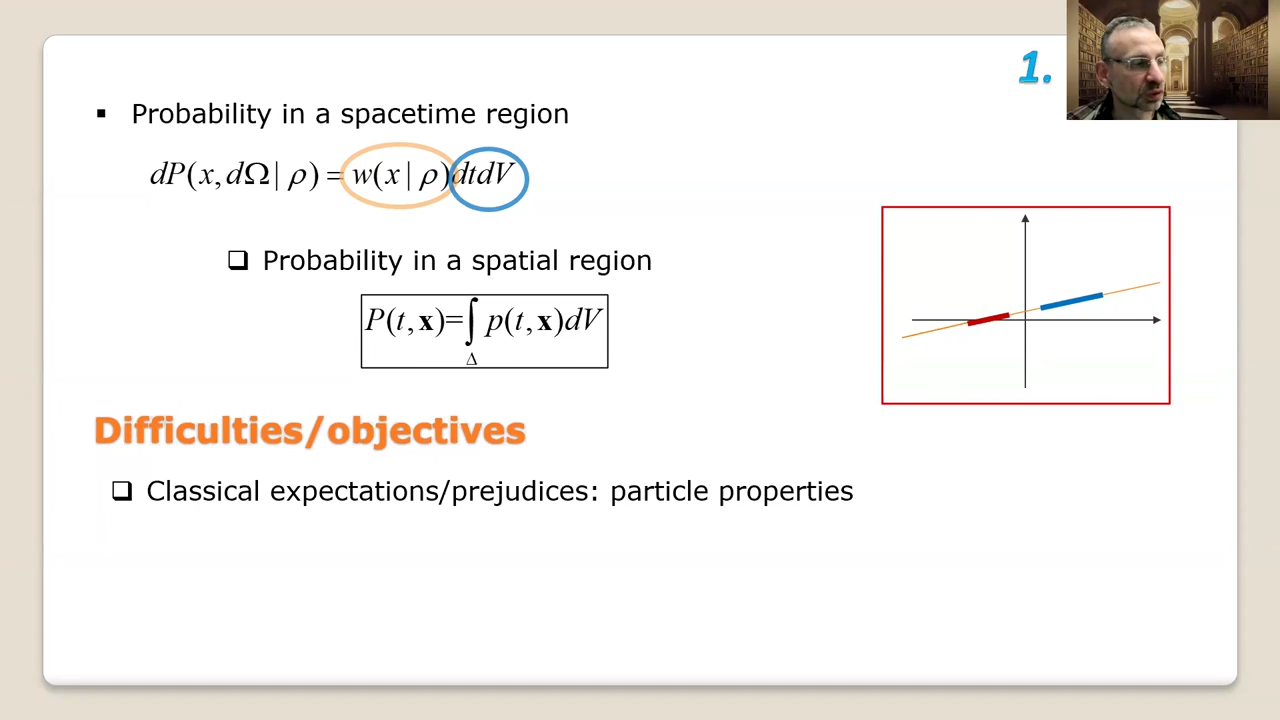 1.
▪ Probability in a spacetime region
dP(x, dΩ | ρ) = w(x | ρ)dtdV
❑ Probability in a spatial region
P(t, x)=∫_Δ p(t, x)dV
Difficulties/objectives
❑ Classical expectations/prejudices: particle properties